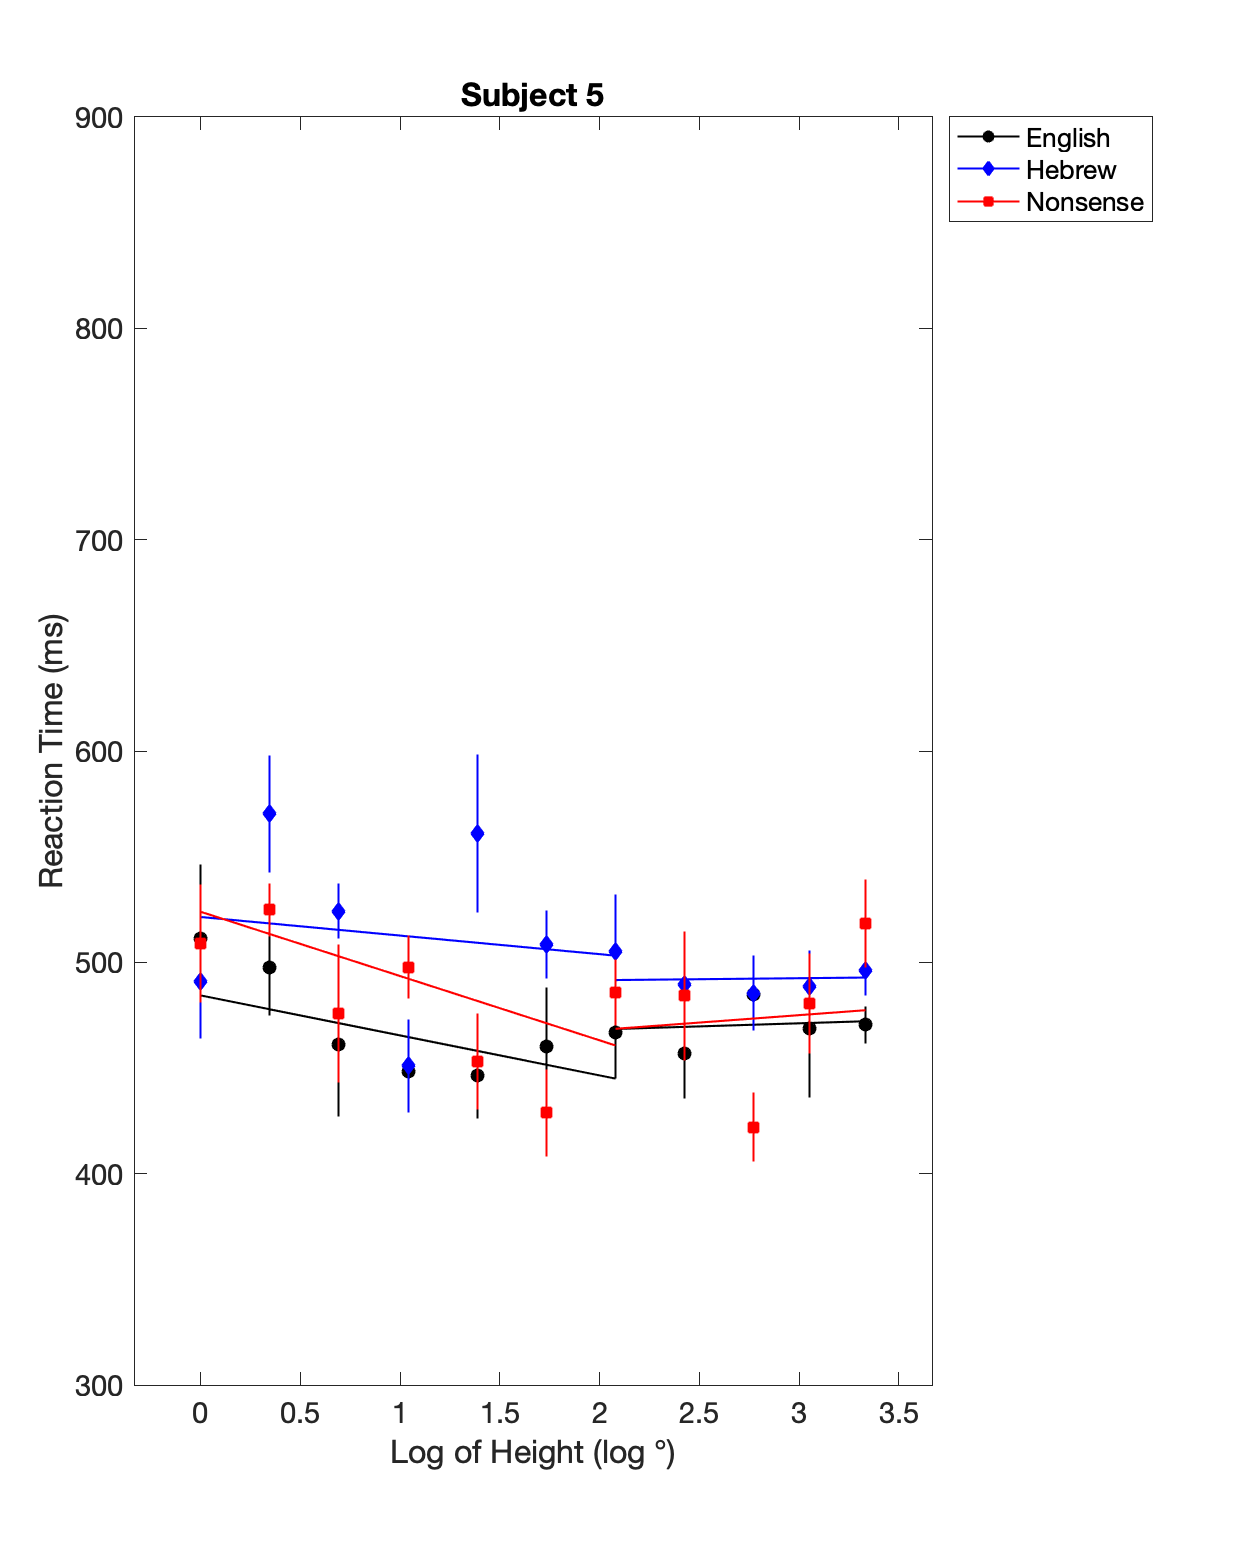 Subject 5
English
Hebrew
Nonsense
900
800
700
600
500
400
300
Reaction Time (ms)
0 0.5 1 1.5 2 2.5 3 3.5
Log of Height (log °)